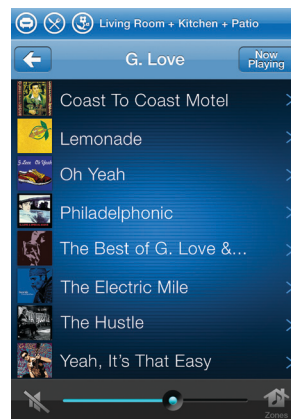 Living Room + Kitchen + Patio
G. Love
Now
Playing
Coast To Coast Motel
Lemonade
Oh Yeah
Philadelphonic
The Best of G. Love &...
The Electric Mile
The Hustle
Yeah, It's That Easy
Zones